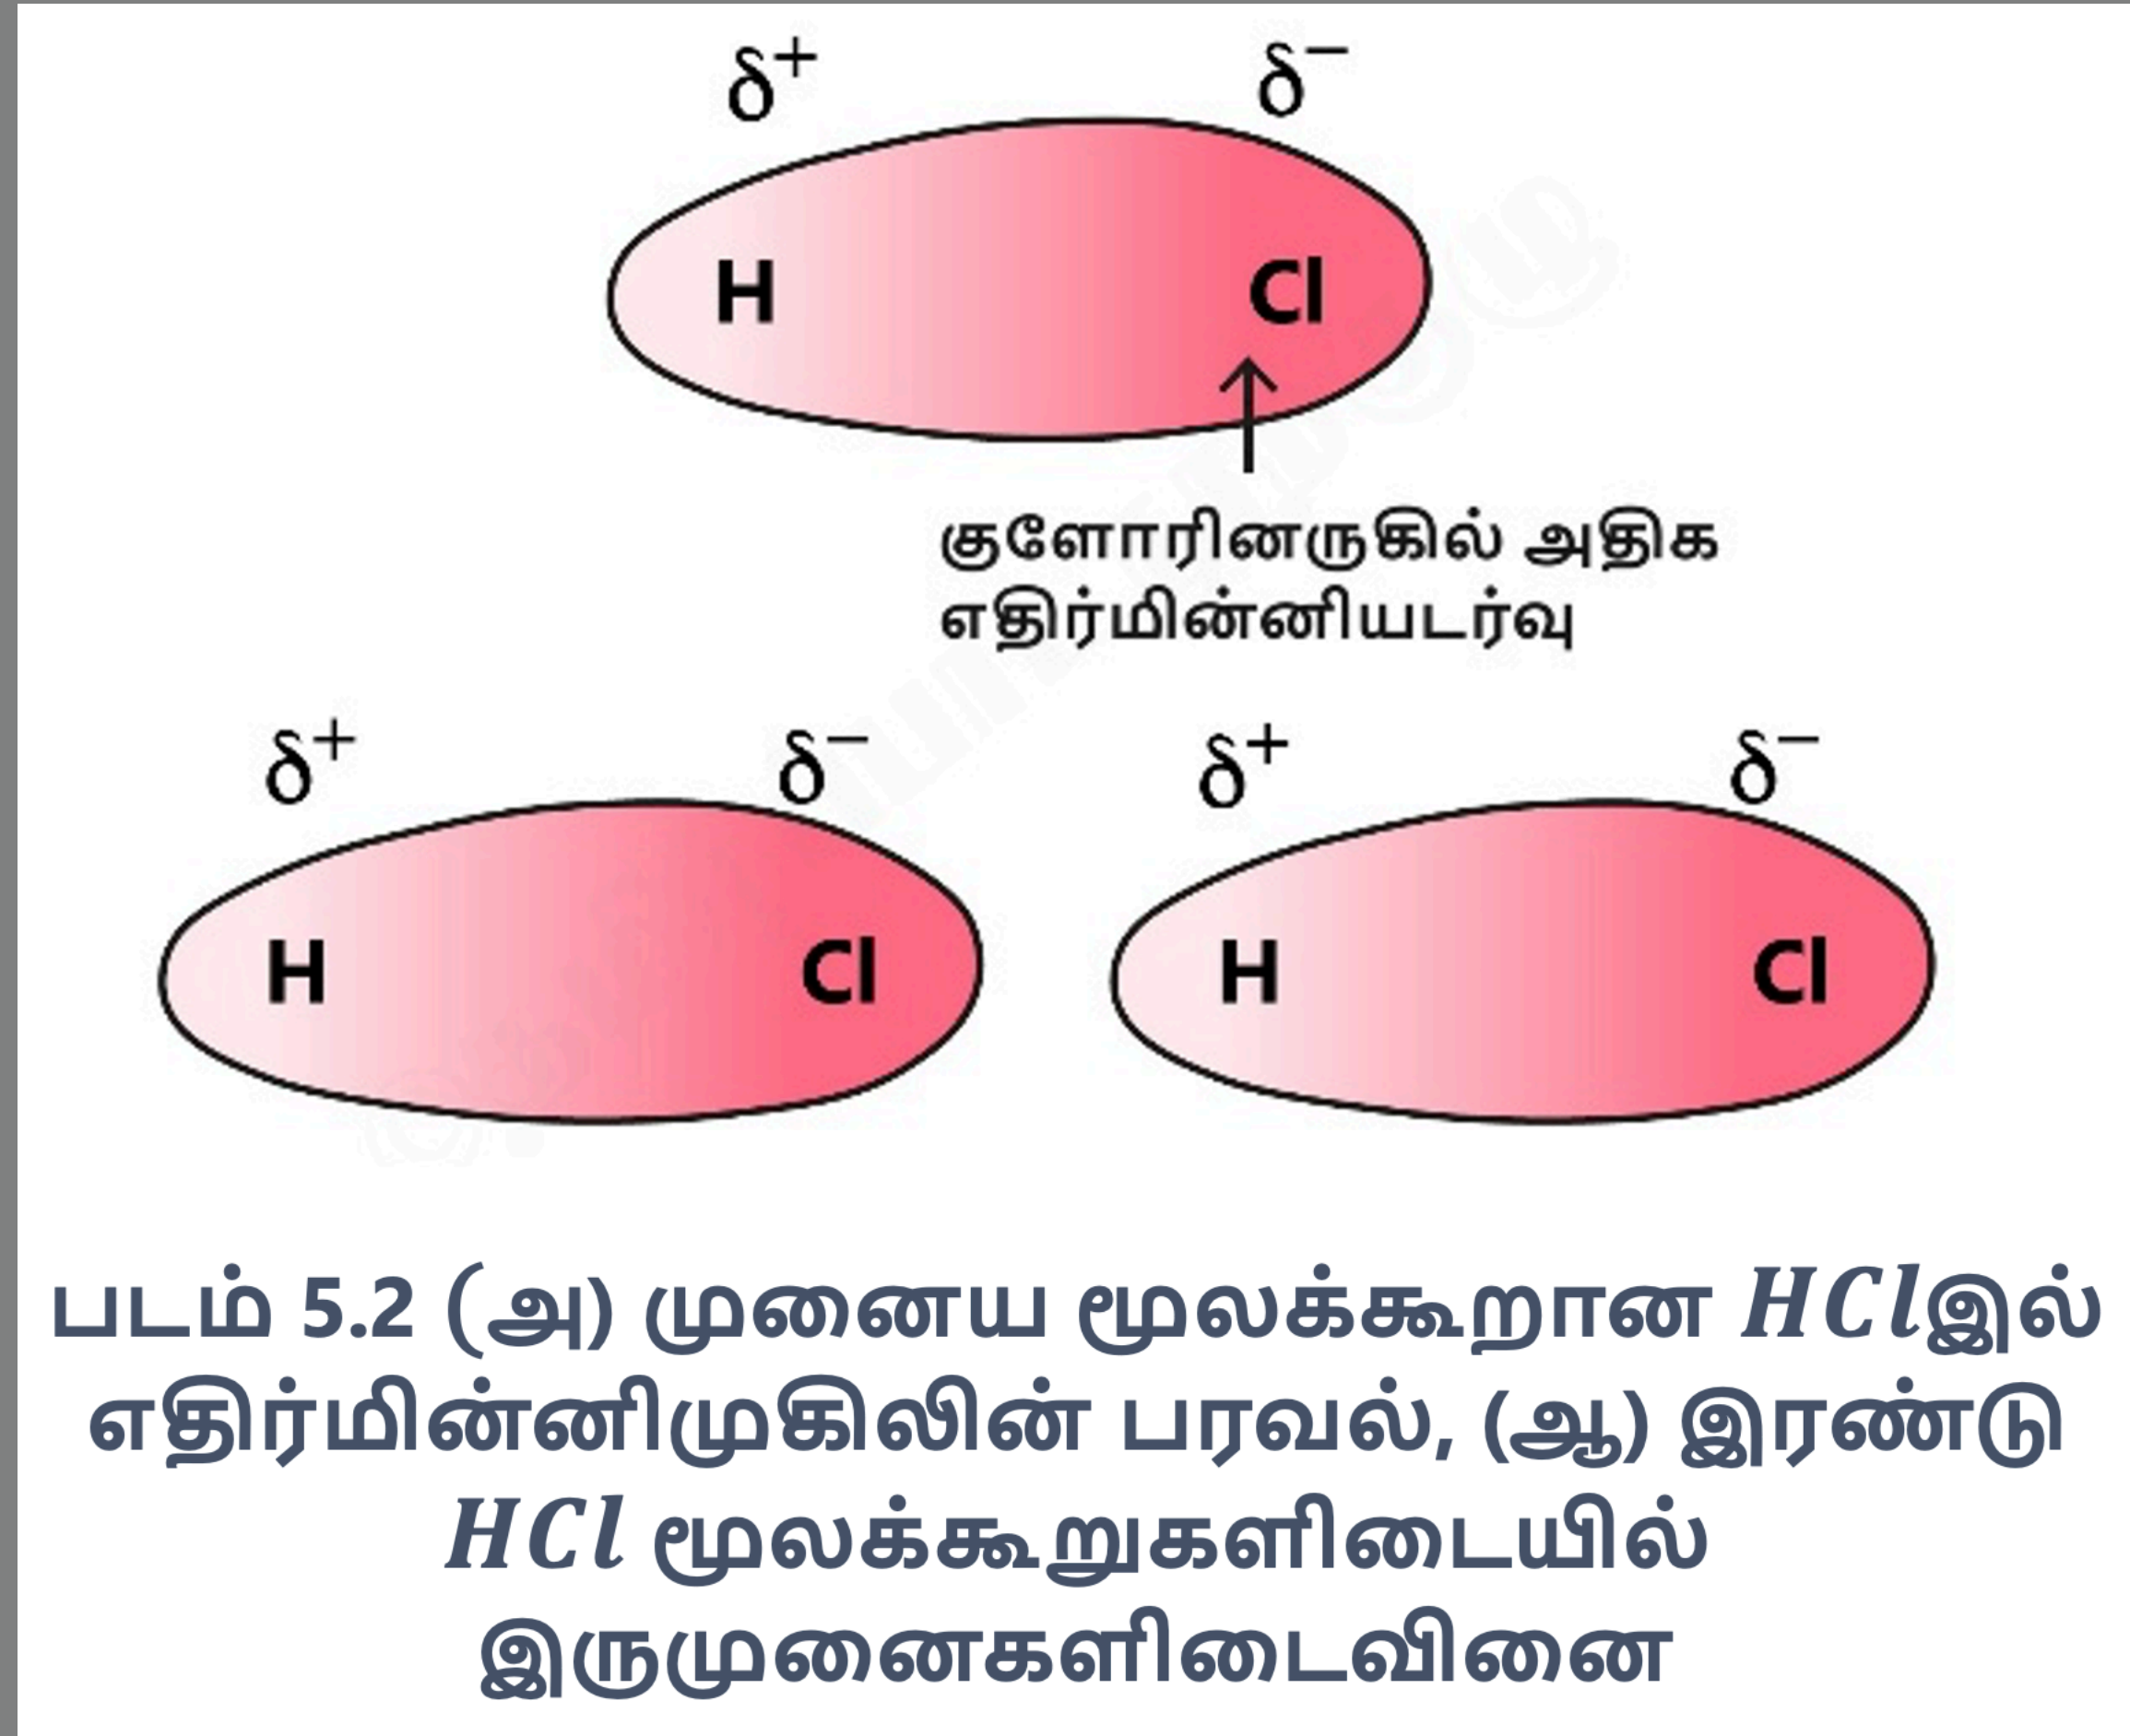 δ⁺ δ⁻
H Cl
குளோரினருகில் அதிக
எதிர்மின்னியடர்வு
δ⁺ δ⁻ δ⁺ δ⁻
H Cl H Cl
படம் 5.2 (அ) முனைய மூலக்கூறான HClஇல்
எதிர்மின்னிமுகிலின் பரவல், (ஆ) இரண்டு
HCl மூலக்கூறுகளிடையில்
இருமுனைகளிடைவினை